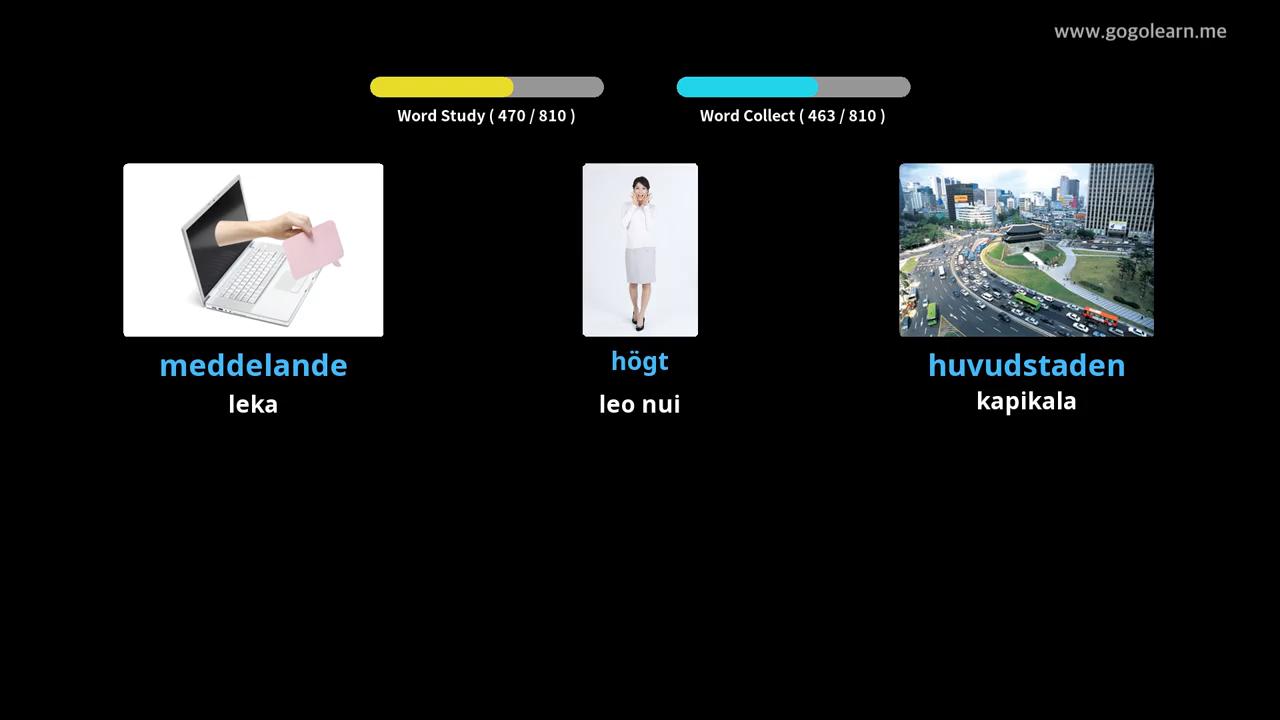 www.gogolearn.me
Word Study ( 470 / 810 )
Word Collect ( 463 / 810 )
meddelande
leka
högt
leo nui
huvudstaden
kapikala